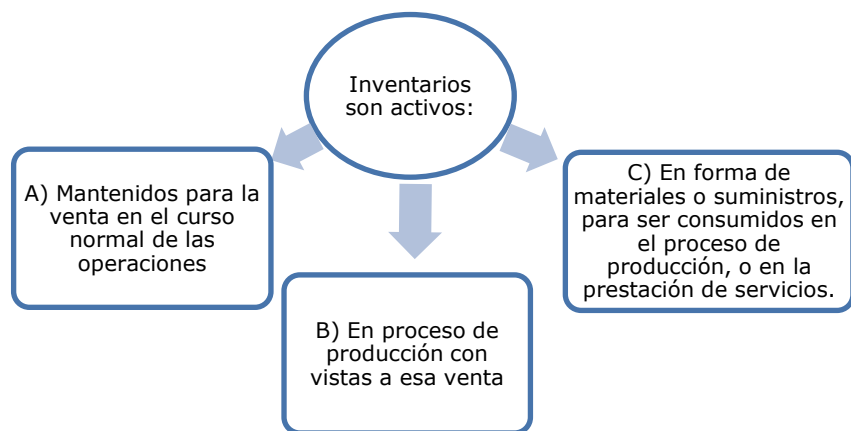 Inventarios
son activos:
A) Mantenidos para la
venta en el curso
normal de las
operaciones
B) En proceso de
producción con
vistas a esa venta
C) En forma de
materiales o suministros,
para ser consumidos en
el proceso de
producción, o en la
prestación de servicios.